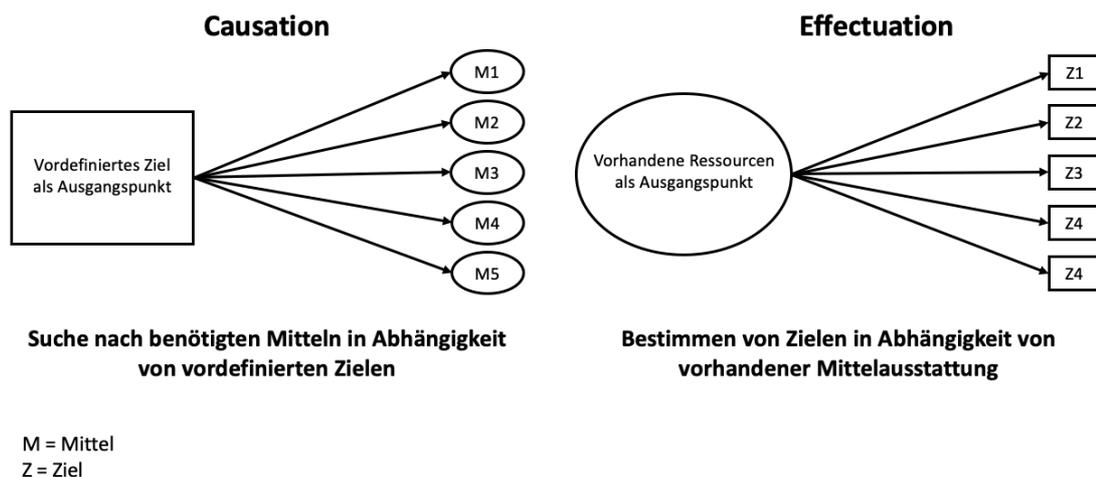 Causation
M1
M2
M3
M4
M5
Vordefiniertes Ziel
als Ausgangspunkt
Suche nach benötigten Mitteln in Abhängigkeit
von vordefinierten Zielen
Effectuation
Z1
Z2
Z3
Z4
Z4
Vorhandene Ressourcen
als Ausgangspunkt
Bestimmen von Zielen in Abhängigkeit von
vorhandener Mittelausstattung
M = Mittel
Z = Ziel